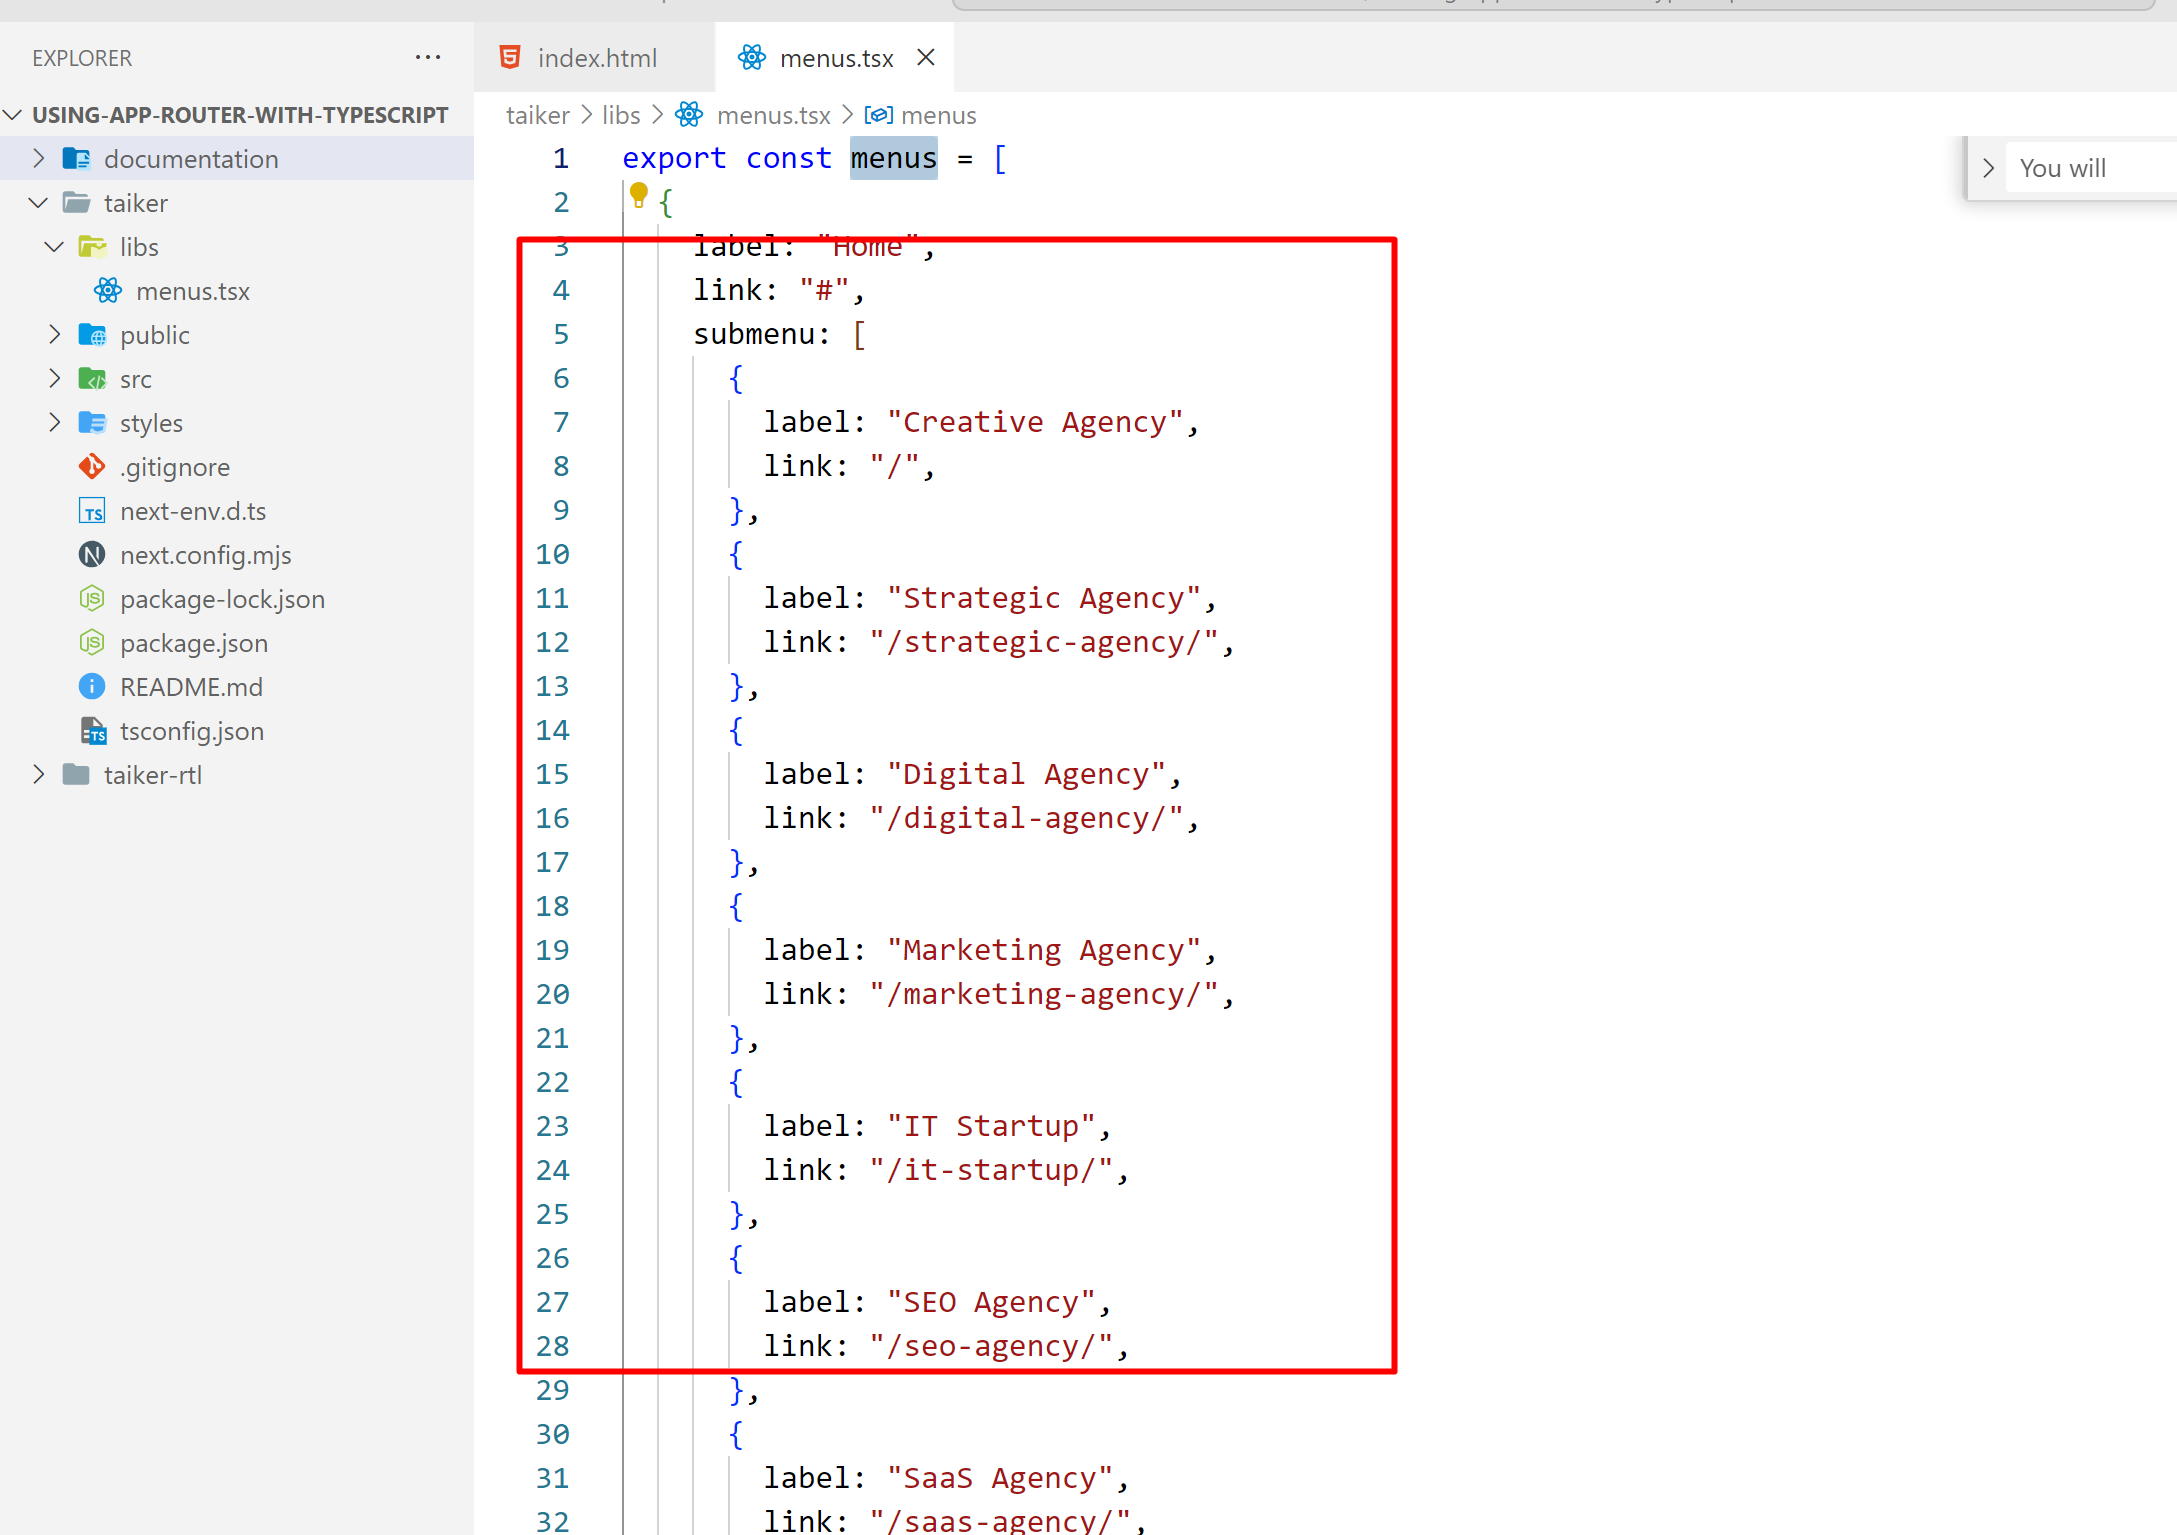 EXPLORER ...
USING-APP-ROUTER-WITH-TYPESCRIPT
documentation
taiker
libs
menus.tsx
public
src
styles
.gitignore
next-env.d.ts
next.config.mjs
package-lock.json
package.json
README.md
tsconfig.json
taiker-rtl
index.html
menus.tsx
taiker > libs > menus.tsx > menus
You will
1 export const menus = [
2 {
3 label: "Home",
4 link: "#",
5 submenu: [
6 {
7 label: "Creative Agency",
8 link: "/",
9 },
10 {
11 label: "Strategic Agency",
12 link: "/strategic-agency/",
13 },
14 {
15 label: "Digital Agency",
16 link: "/digital-agency/",
17 },
18 {
19 label: "Marketing Agency",
20 link: "/marketing-agency/",
21 },
22 {
23 label: "IT Startup",
24 link: "/it-startup/",
25 },
26 {
27 label: "SEO Agency",
28 link: "/seo-agency/",
29 },
30 {
31 label: "SaaS Agency",
32 link: "/saas-agency/",